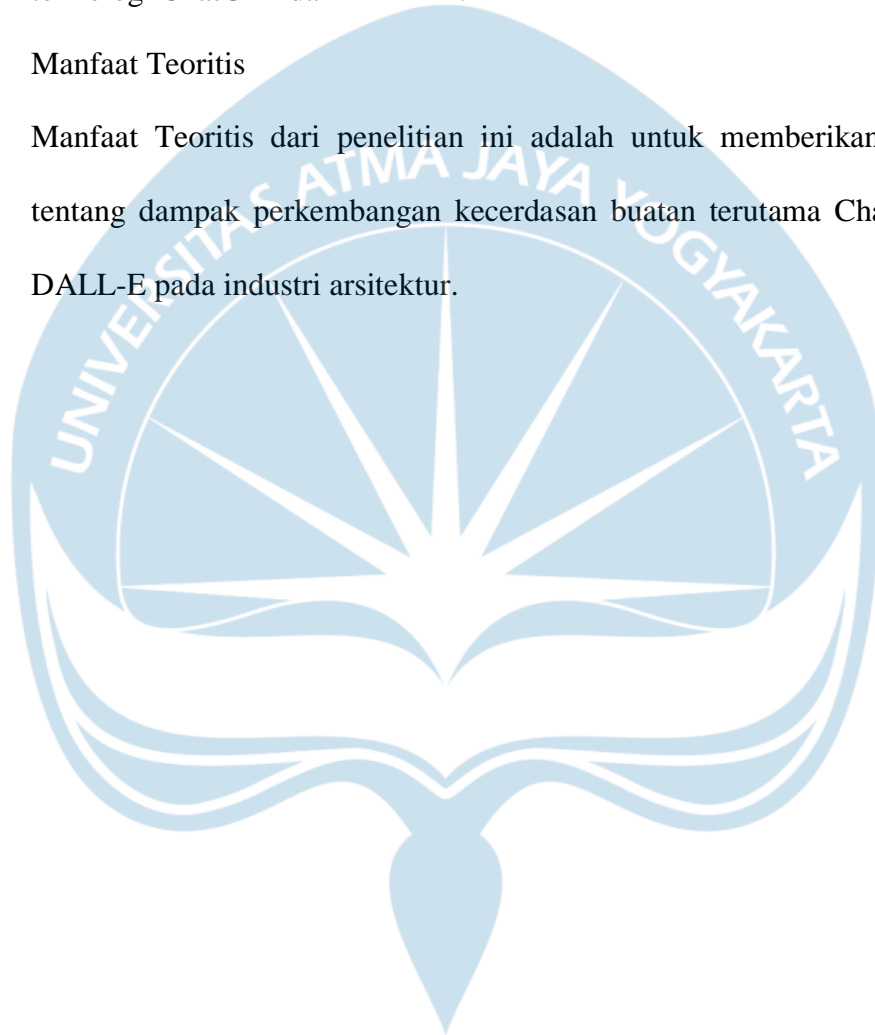 Manfaat Teoritis
Manfaat Teoritis dari penelitian ini adalah untuk memberikan
tentang dampak perkembangan kecerdasan buatan terutama
DALL-E pada industri arsitektur.
UNIVERSITAS ATMA JAYA YOGYAKARTA